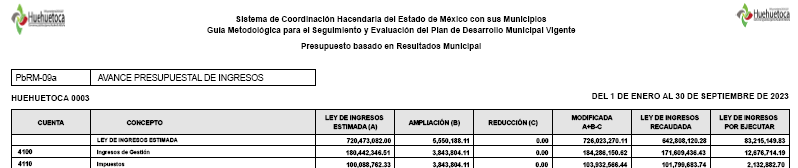 Huehuetoca
Sistema de Coordinación Hacendaria del Estado de México con sus Municipios
Guía Metodológica para el Seguimiento y Evaluación del Plan de Desarrollo Municipal Vigente
Presupuesto basado en Resultados Municipal
Huehuetoca
PbRM-09a AVANCE PRESUPUESTAL DE INGRESOS
HUEHUETOCA 0003 DEL 1 DE ENERO AL 30 DE SEPTIEMBRE DE 2023
CUENTA CONCEPTO LEY DE INGRESOS ESTIMADA (A) AMPLIACIÓN (B) REDUCCIÓN (C) MODIFICADA A+B-C LEY DE INGRESOS RECAUDADA LEY DE INGRESOS POR EJECUTAR
LEY DE INGRESOS ESTIMADA 720,473,082.00 5,550,188.11 0.00 726,023,270.11 642,808,120.28 83,215,149.83
4100 Ingresos de Gestión 180,442,346.51 3,843,804.11 0.00 184,286,150.62 171,609,436.43 12,676,714.19
4110 Impuestos 100,088,762.33 3,843,804.11 0.00 103,932,566.44 101,799,683.74 2,132,882.70